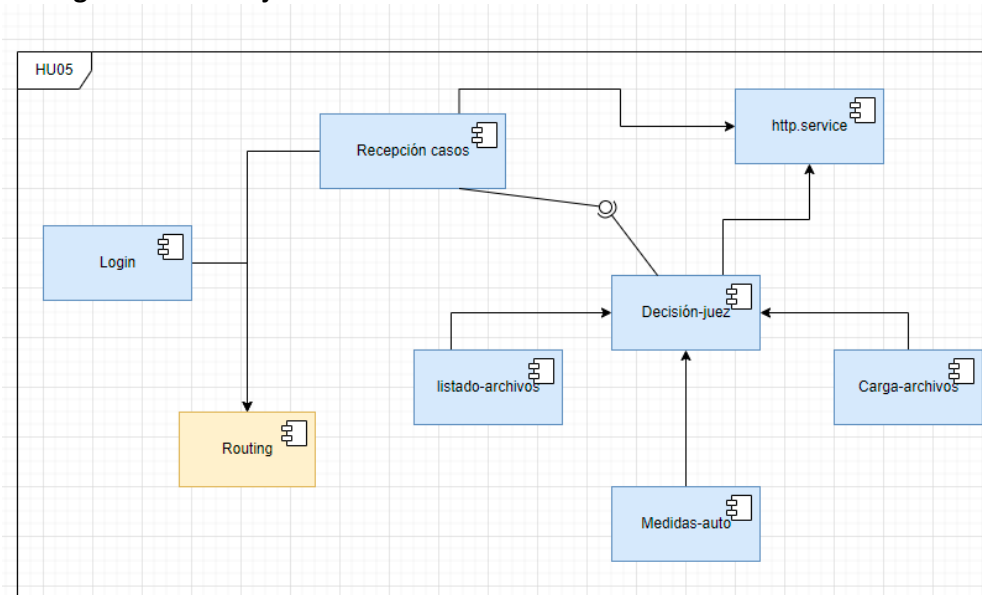 HU05
http.service
Recepción casos
Login
Decisión-juez
listado-archivos
Carga-archivos
Routing
Medidas-auto